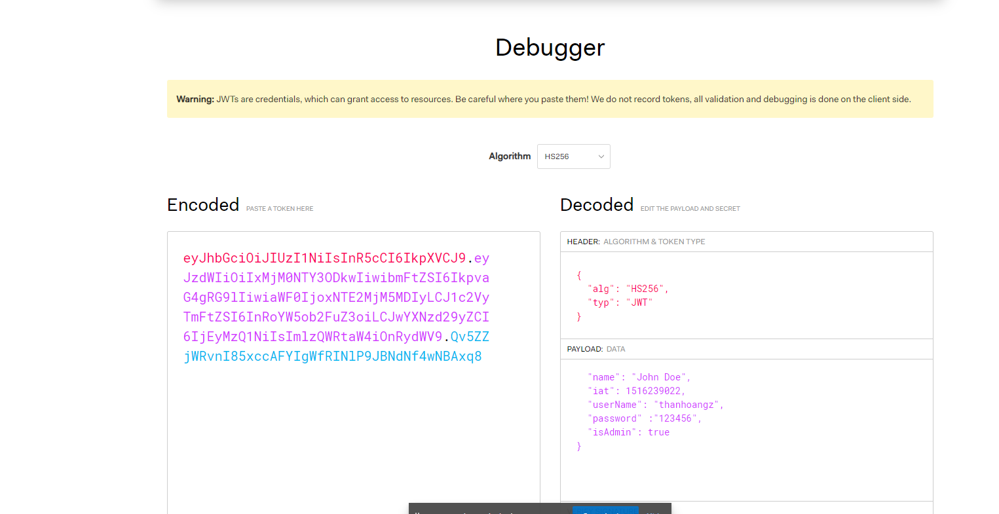 Debugger
Warning: JWTs are credentials, which can grant access to resources. Be careful where you paste them! We do not record tokens, all validation and debugging is done on the client side.
Algorithm HS256
Encoded PASTE A TOKEN HERE
eyJhbGciOiJIUzI1NiIsInR5cCI6IkpXVCJ9.ey
JzdWIiOiIxMjM0NTY3ODkwIiwibmFtZSI6Ikpva
G4gRG9lIiwiaWF0IjoxNTE2MjM5MDIyLCJ1c2Vy
TmFtZSI6InRoYW5ob2FuZ3oiLCJwYXNzd29yZCI
6IjEyMzQ1NiIsImlzQWRtaW4iOnRydWV9.Qv5ZZ
jWRvnI85xccAFYIgWfRINlP9JBNdNf4wNBAxq8
Decoded EDIT THE PAYLOAD AND SECRET
HEADER: ALGORITHM & TOKEN TYPE
{
"alg": "HS256",
"typ": "JWT"
}
PAYLOAD: DATA
"name": "John Doe",
"iat": 1516239022,
"userName": "thanhoangz",
"password" :"123456",
"isAdmin": true
}
VERIFY SIGNATURE